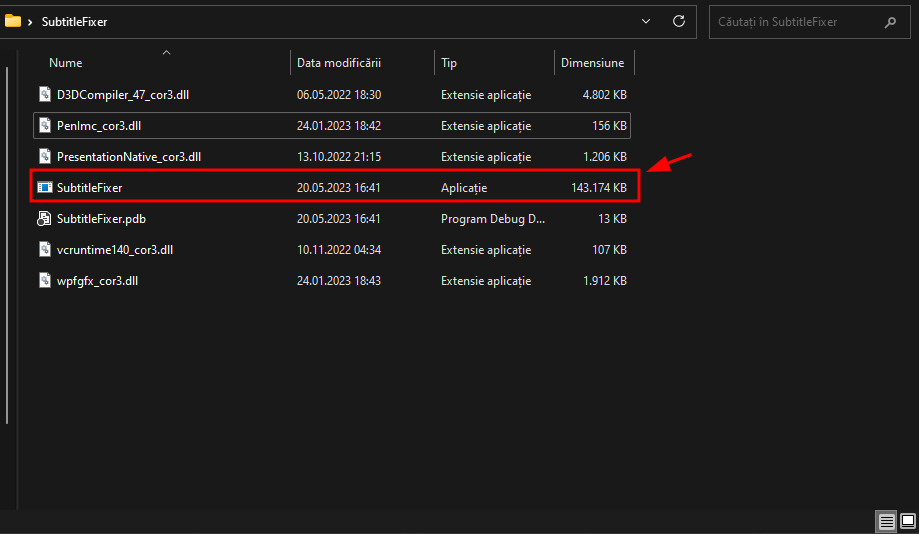 SubtitleFixer
Căutați în SubtitleFixer
Nume Data modificării Tip Dimensiune
D3DCompiler_47_cor3.dll 06.05.2022 18:30 Extensie aplicație 4.802 KB
PenImc_cor3.dll 24.01.2023 18:42 Extensie aplicație 156 KB
PresentationNative_cor3.dll 13.10.2022 21:15 Extensie aplicație 1.206 KB
SubtitleFixer 20.05.2023 16:41 Aplicație 143.174 KB
SubtitleFixer.pdb 20.05.2023 16:41 Program Debug D... 13 KB
vcruntime140_cor3.dll 10.11.2022 04:34 Extensie aplicație 107 KB
wpfgfx_cor3.dll 24.01.2023 18:43 Extensie aplicație 1.912 KB